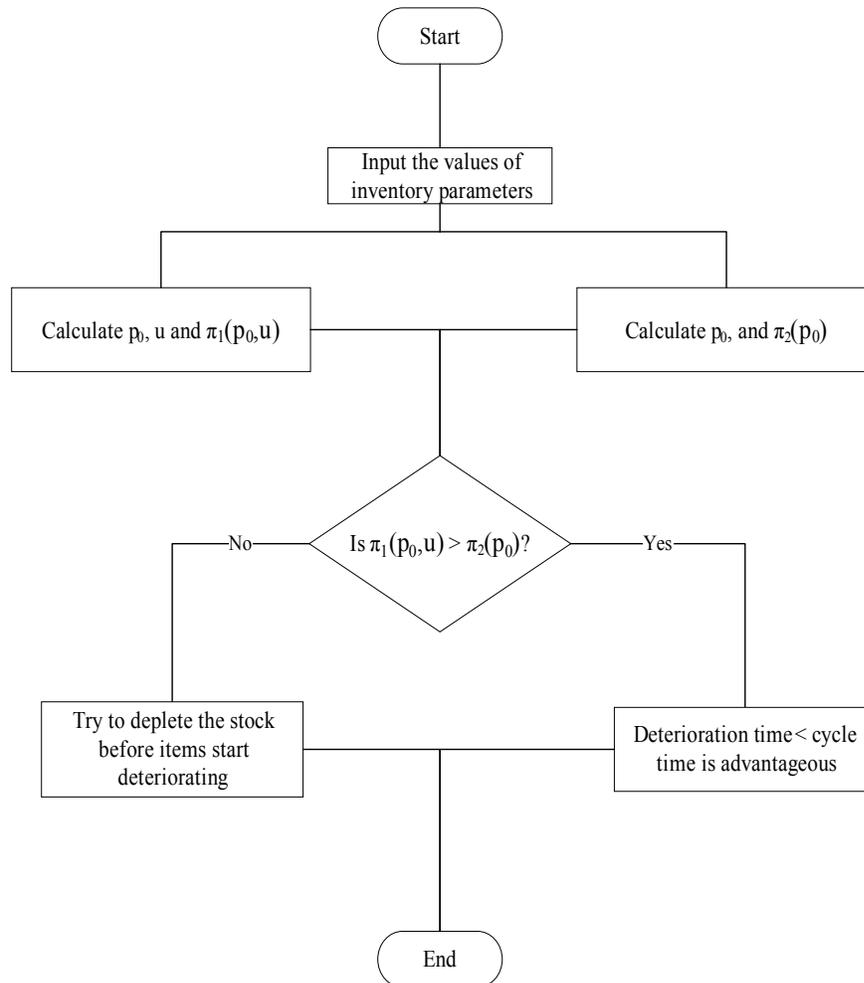 Start
Input the values of
inventory parameters
Calculate p₀, u and π₁(p₀,u)
Calculate p₀, and π₂(p₀)
Is π₁(p₀,u) > π₂(p₀)?
No
Yes
Try to deplete the stock
before items start
deteriorating
Deterioration time< cycle
time is advantageous
End